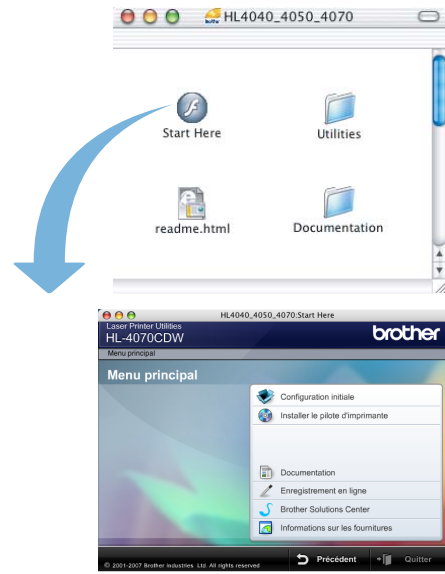 HL4040_4050_4070
Start Here
Utilities
readme.html
Documentation
HL4040_4050_4070:Start Here
Laser Printer Utilities
HL-4070CDW
brother
Menu principal
Menu principal
Configuration initiale
Installer le pilote d'imprimante
Documentation
Enregistrement en ligne
Brother Solutions Center
Informations sur les fournitures
© 2001-2007 Brother Industries Ltd. All rights reserved
Précédent
Quitter